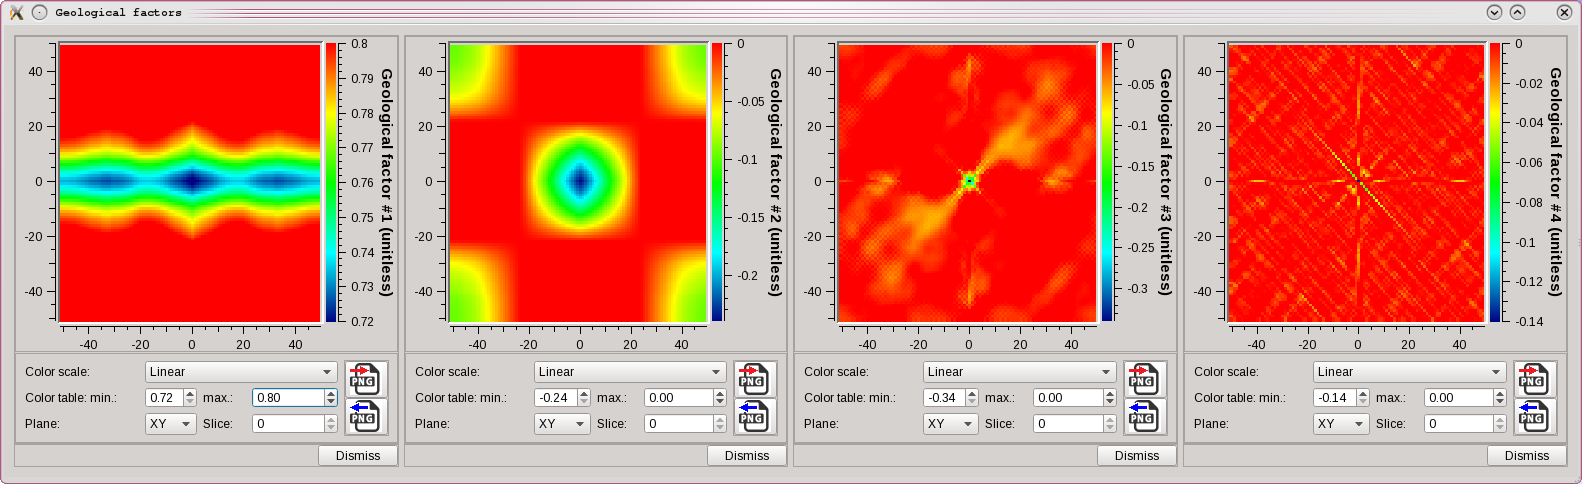 Geological factors
40
20
0
-20
-40
-40 -20 0 20 40
0.8
0.79
0.78
0.77
0.76
0.75
0.74
0.73
0.72
Geological factor #1 (unitless)
Color scale: Linear
Color table: min.: 0.72 max.: 0.80
Plane: XY Slice: 0
PNG
PNG
Dismiss
40
20
0
-20
-40
-40 -20 0 20 40
0
-0.05
-0.1
-0.15
-0.2
Geological factor #2 (unitless)
Color scale: Linear
Color table: min.: -0.24 max.: 0.00
Plane: XY Slice: 0
PNG
PNG
Dismiss
40
20
0
-20
-40
-40 -20 0 20 40
0
-0.05
-0.1
-0.15
-0.2
-0.25
-0.3
Geological factor #3 (unitless)
Color scale: Linear
Color table: min.: -0.34 max.: 0.00
Plane: XY Slice: 0
PNG
PNG
Dismiss
40
20
0
-20
-40
-40 -20 0 20 40
0
-0.02
-0.04
-0.06
-0.08
-0.1
-0.12
-0.14
Geological factor #4 (unitless)
Color scale: Linear
Color table: min.: -0.14 max.: 0.00
Plane: XY Slice: 0
PNG
PNG
Dismiss